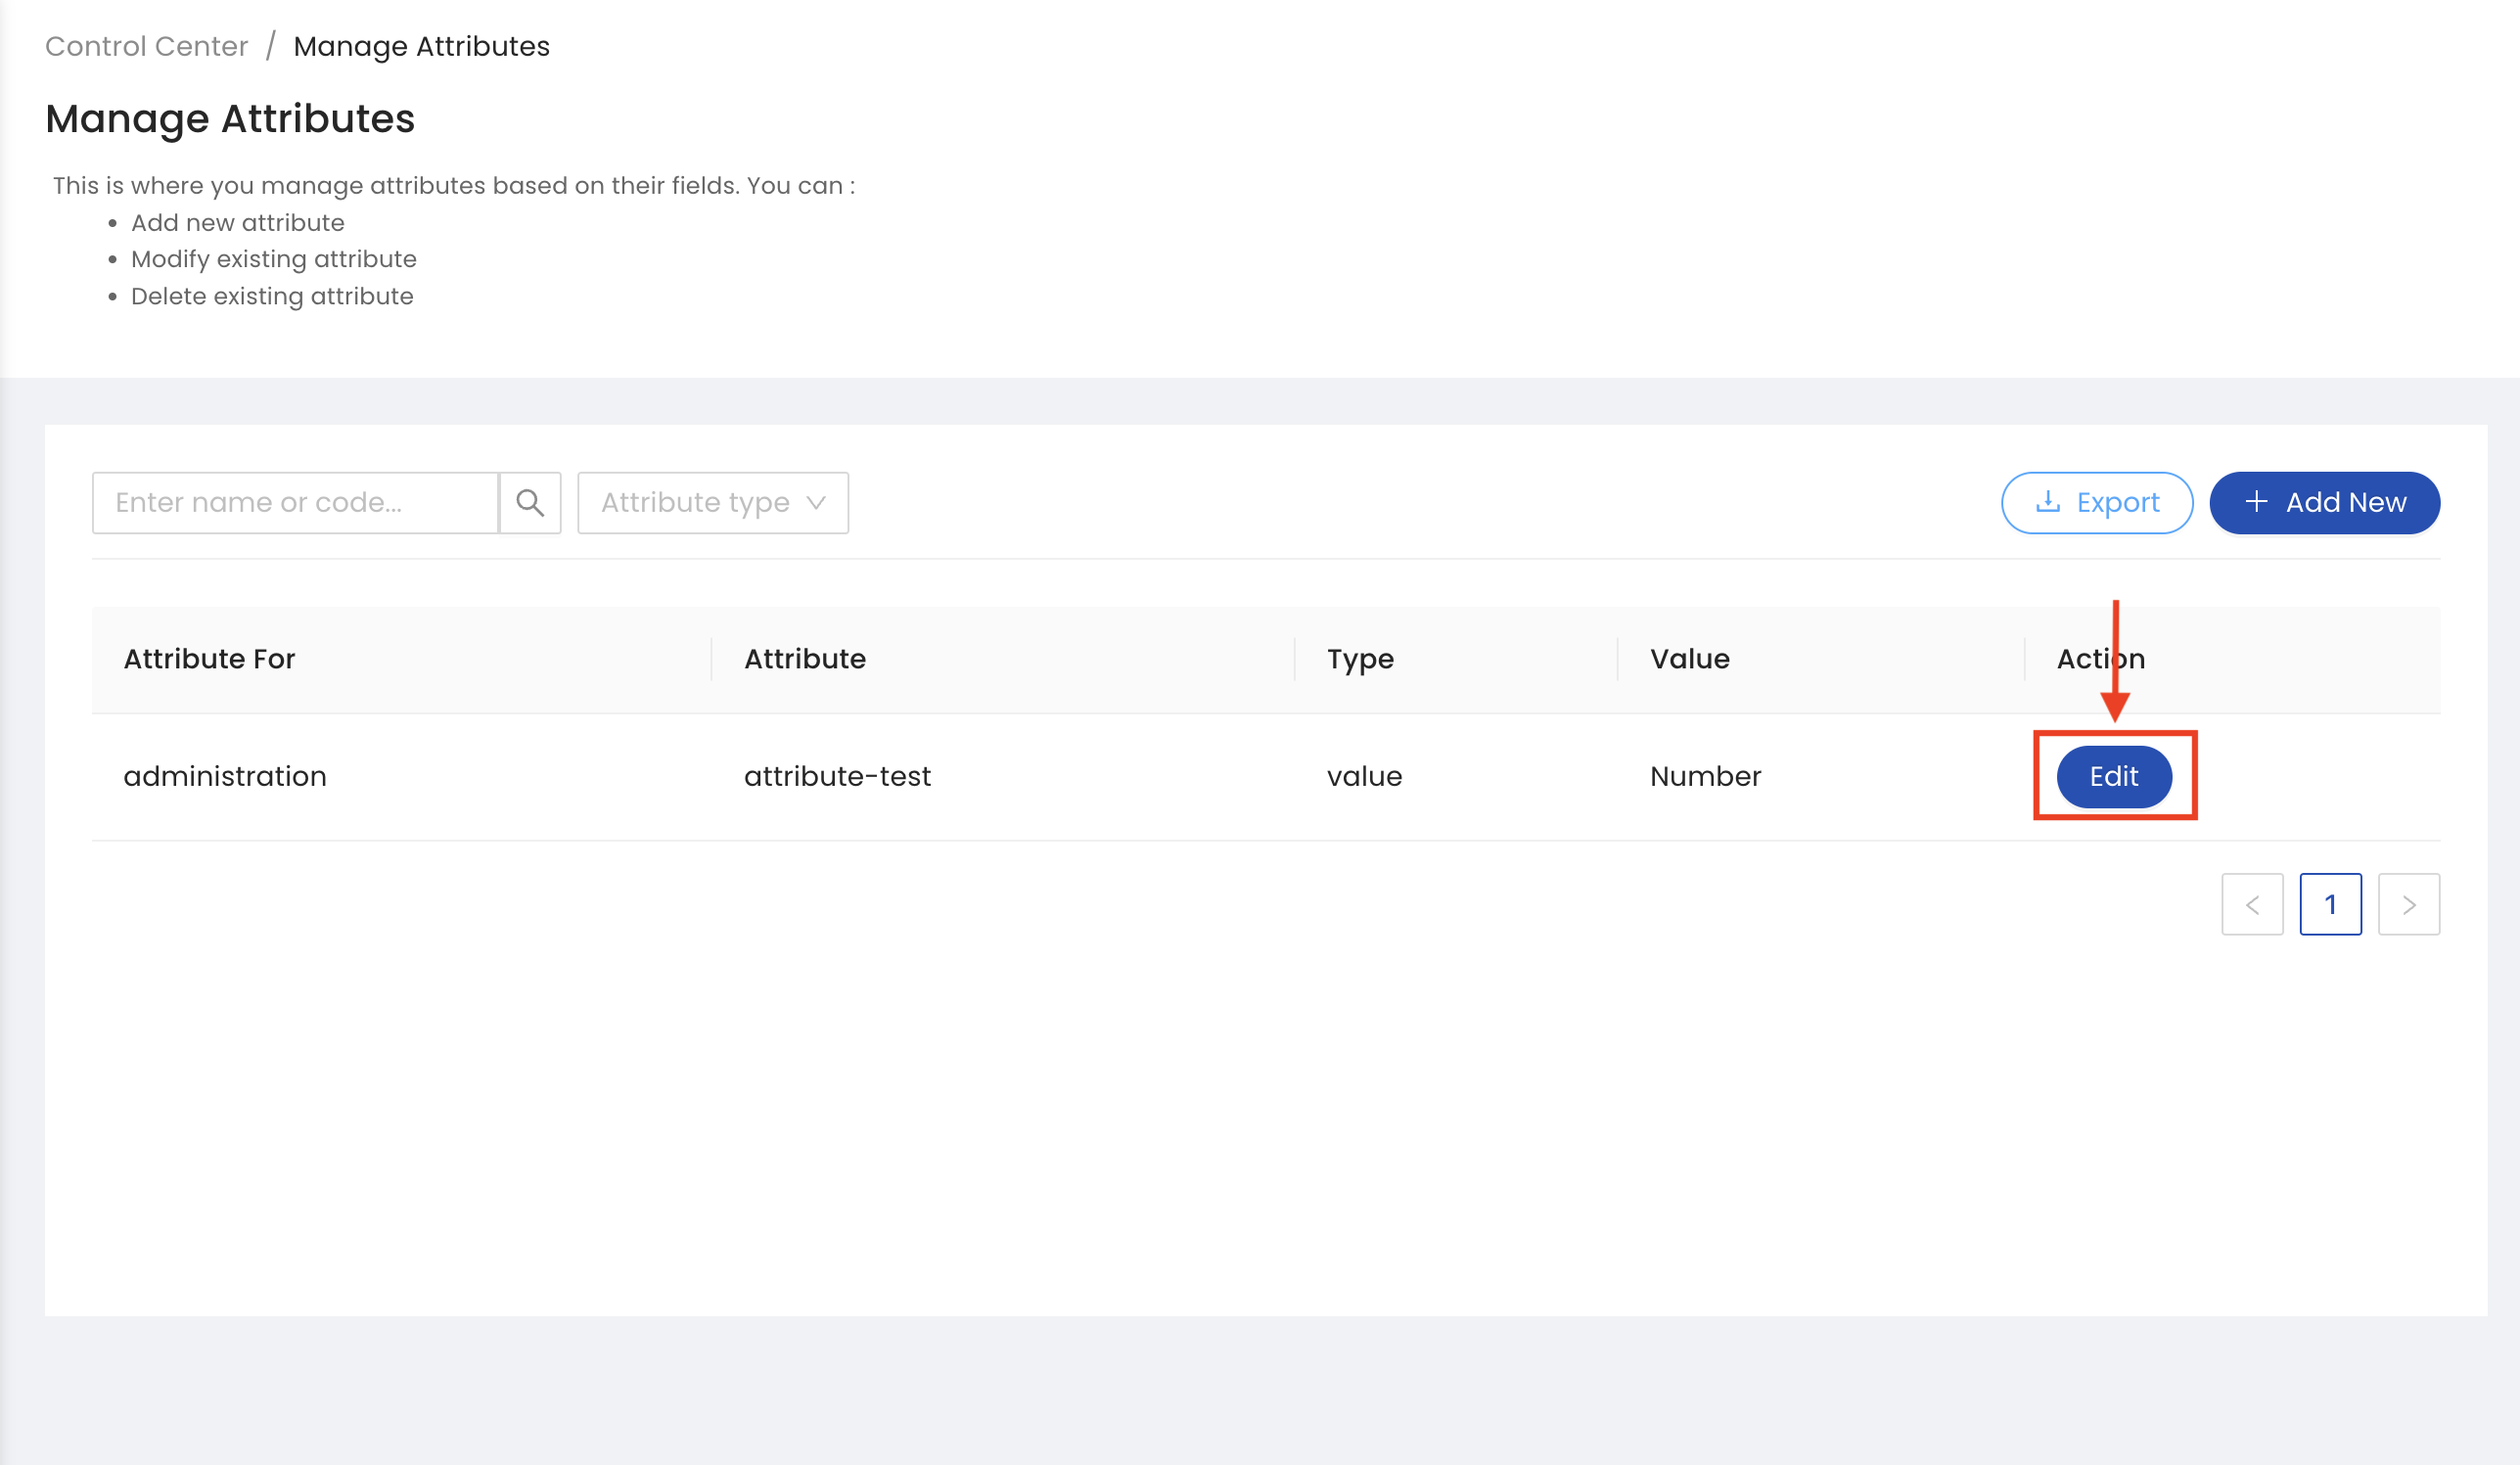 Control Center / Manage Attributes
Manage Attributes
This is where you manage attributes based on their fields. You can :
• Add new attribute
• Modify existing attribute
• Delete existing attribute
Enter name or code... Attribute type Export + Add New
Attribute For Attribute Type Value Action
administration attribute-test value Number Edit
< 1 >